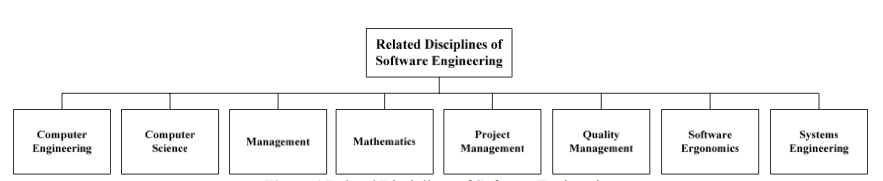 Related Disciplines of
Software Engineering
Computer
Engineering
Computer
Science
Management
Mathematics
Project
Management
Quality
Management
Software
Ergonomics
Systems
Engineering